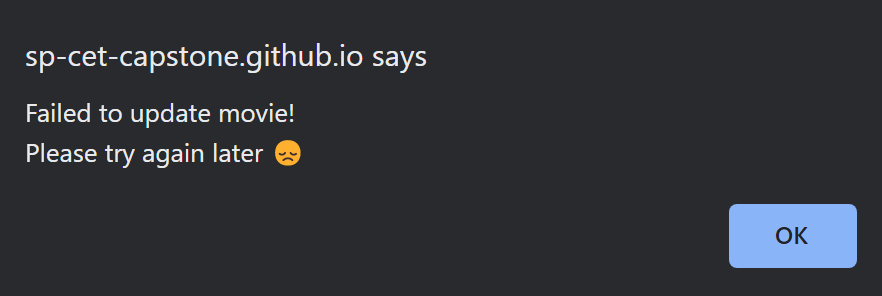 sp-cet-capstone.github.io says
Failed to update movie!
Please try again later 😞
OK